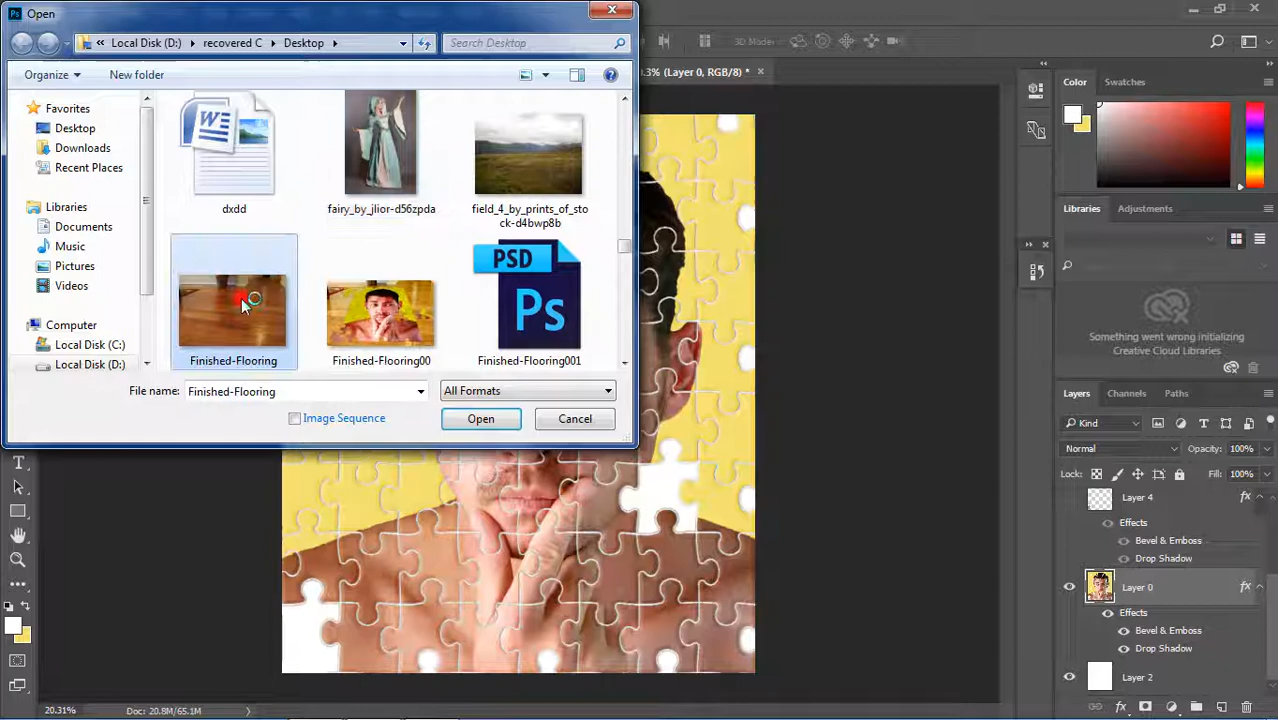 Open
Local Disk (D:) recovered C Desktop
Search Desktop
Organize New folder
Favorites
Desktop
Downloads
Recent Places
Libraries
Documents
Music
Pictures
Videos
Computer
Local Disk (C:)
Local Disk (D:)
W
dxdd
fairy_by_jlior-d56zpda
field_4_by_prints_of_sto
ck-d4bwp8b
Finished-Flooring
Finished-Flooring00
PSD
Ps
Finished-Flooring001
File name: Finished-Flooring
All Formats
Image Sequence
Open
Cancel
3D Mode:
.3% (Layer 0, RGB/8) *
Color Swatches
Libraries Adjustments
Something went wrong initializing
Creative Cloud Libraries
Layers Channels Paths
Kind
Normal Opacity: 100%
Lock: Fill: 100%
Layer 4 fx
Effects
Bevel & Emboss
Drop Shadow
Layer 0 fx
Effects
Bevel & Emboss
Drop Shadow
Layer 2
fx
20.31% Doc: 20.8M/65.1M